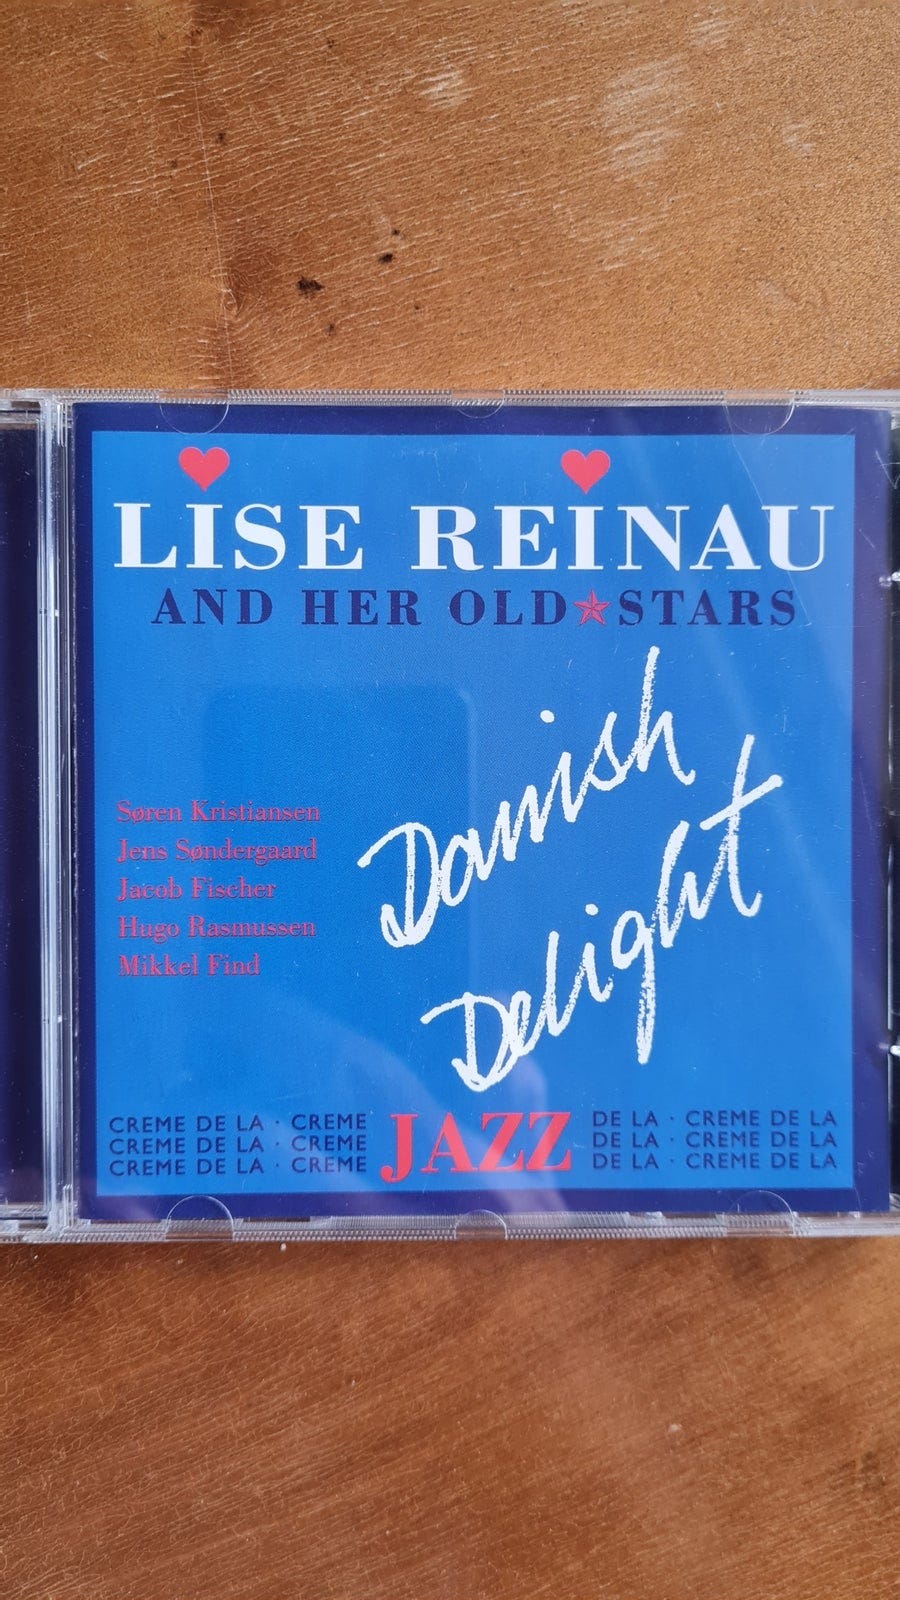 LISE REINAU
AND HER OLD★STARS
Danish
Delight
Søren Kristiansen
Jens Søndergaard
Jacob Fischer
Hugo Rasmussen
Mikkel Find
CREME DE LA · CREME JAZZ DE LA · CREME DE LA
CREME DE LA · CREME DE LA · CREME DE LA
CREME DE LA · CREME DE LA · CREME DE LA